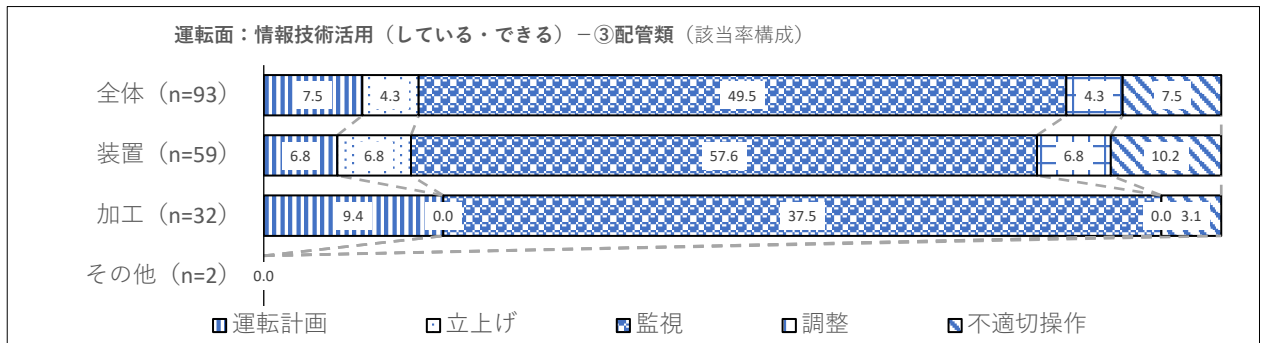 運転面：情報技術活用（している・できる）－③配管類（該当率構成）
全体（n=93） 7.5 4.3 49.5 4.3 7.5
装置（n=59） 6.8 6.8 57.6 6.8 10.2
加工（n=32） 9.4 0.0 37.5 0.0 3.1
その他（n=2） 0.0
運転計画 立上げ 監視 調整 不適切操作